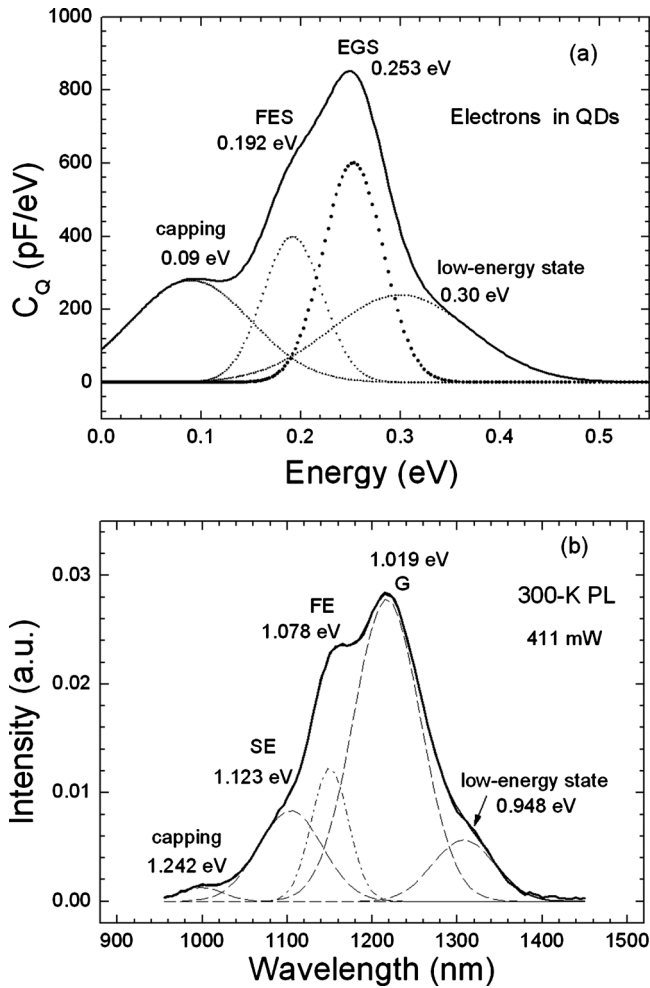 1000
800
600
400
200
0
C_Q (pF/eV)
(a)
EGS
0.253 eV
Electrons in QDs
FES
0.192 eV
capping
0.09 eV
low-energy state
0.30 eV
0.0 0.1 0.2 0.3 0.4 0.5
Energy (eV)
0.03
0.02
0.01
0.00
Intensity (a.u.)
(b)
1.019 eV
G
300-K PL
411 mW
FE
1.078 eV
SE
1.123 eV
low-energy state
0.948 eV
capping
1.242 eV
900 1000 1100 1200 1300 1400 1500
Wavelength (nm)